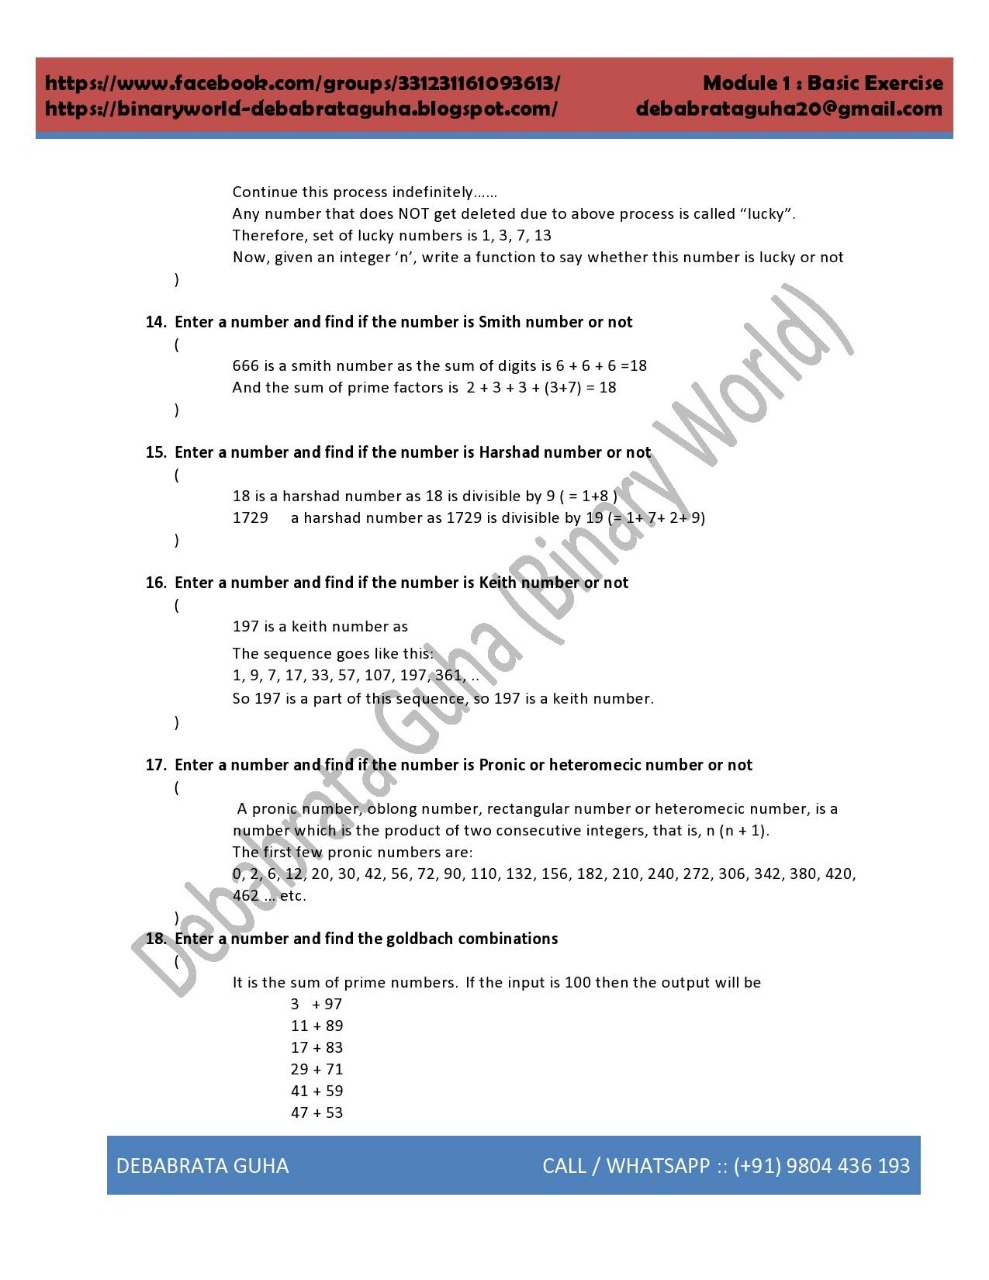 https://www.facebook.com/groups/331231161093613/ Module 1 : Basic Exercise
https://binaryworld-debabrataguha.blogspot.com/ debabrataguha20@gmail.com
Continue this process indefinitely......
Any number that does NOT get deleted due to above process is called “lucky”.
Therefore, set of lucky numbers is 1, 3, 7, 13
Now, given an integer ‘n’, write a function to say whether this number is lucky or not
)
14. Enter a number and find if the number is Smith number or not
(
666 is a smith number as the sum of digits is 6 + 6 + 6 =18
And the sum of prime factors is 2 + 3 + 3 + (3+7) = 18
)
15. Enter a number and find if the number is Harshad number or not
(
18 is a harshad number as 18 is divisible by 9 ( = 1+8 )
1729 a harshad number as 1729 is divisible by 19 (= 1+ 7+ 2+ 9)
)
16. Enter a number and find if the number is Keith number or not
(
197 is a keith number as
The sequence goes like this:
1, 9, 7, 17, 33, 57, 107, 197, 361, ..
So 197 is a part of this sequence, so 197 is a keith number.
)
17. Enter a number and find if the number is Pronic or heteromecic number or not
(
A pronic number, oblong number, rectangular number or heteromecic number, is a
number which is the product of two consecutive integers, that is, n (n + 1).
The first few pronic numbers are:
0, 2, 6, 12, 20, 30, 42, 56, 72, 90, 110, 132, 156, 182, 210, 240, 272, 306, 342, 380, 420,
462 ... etc.
)
18. Enter a number and find the goldbach combinations
(
It is the sum of prime numbers. If the input is 100 then the output will be
3 + 97
11 + 89
17 + 83
29 + 71
41 + 59
47 + 53
Debabrata Guha (Binary World)
DEBABRATA GUHA CALL / WHATSAPP :: (+91) 9804 436 193